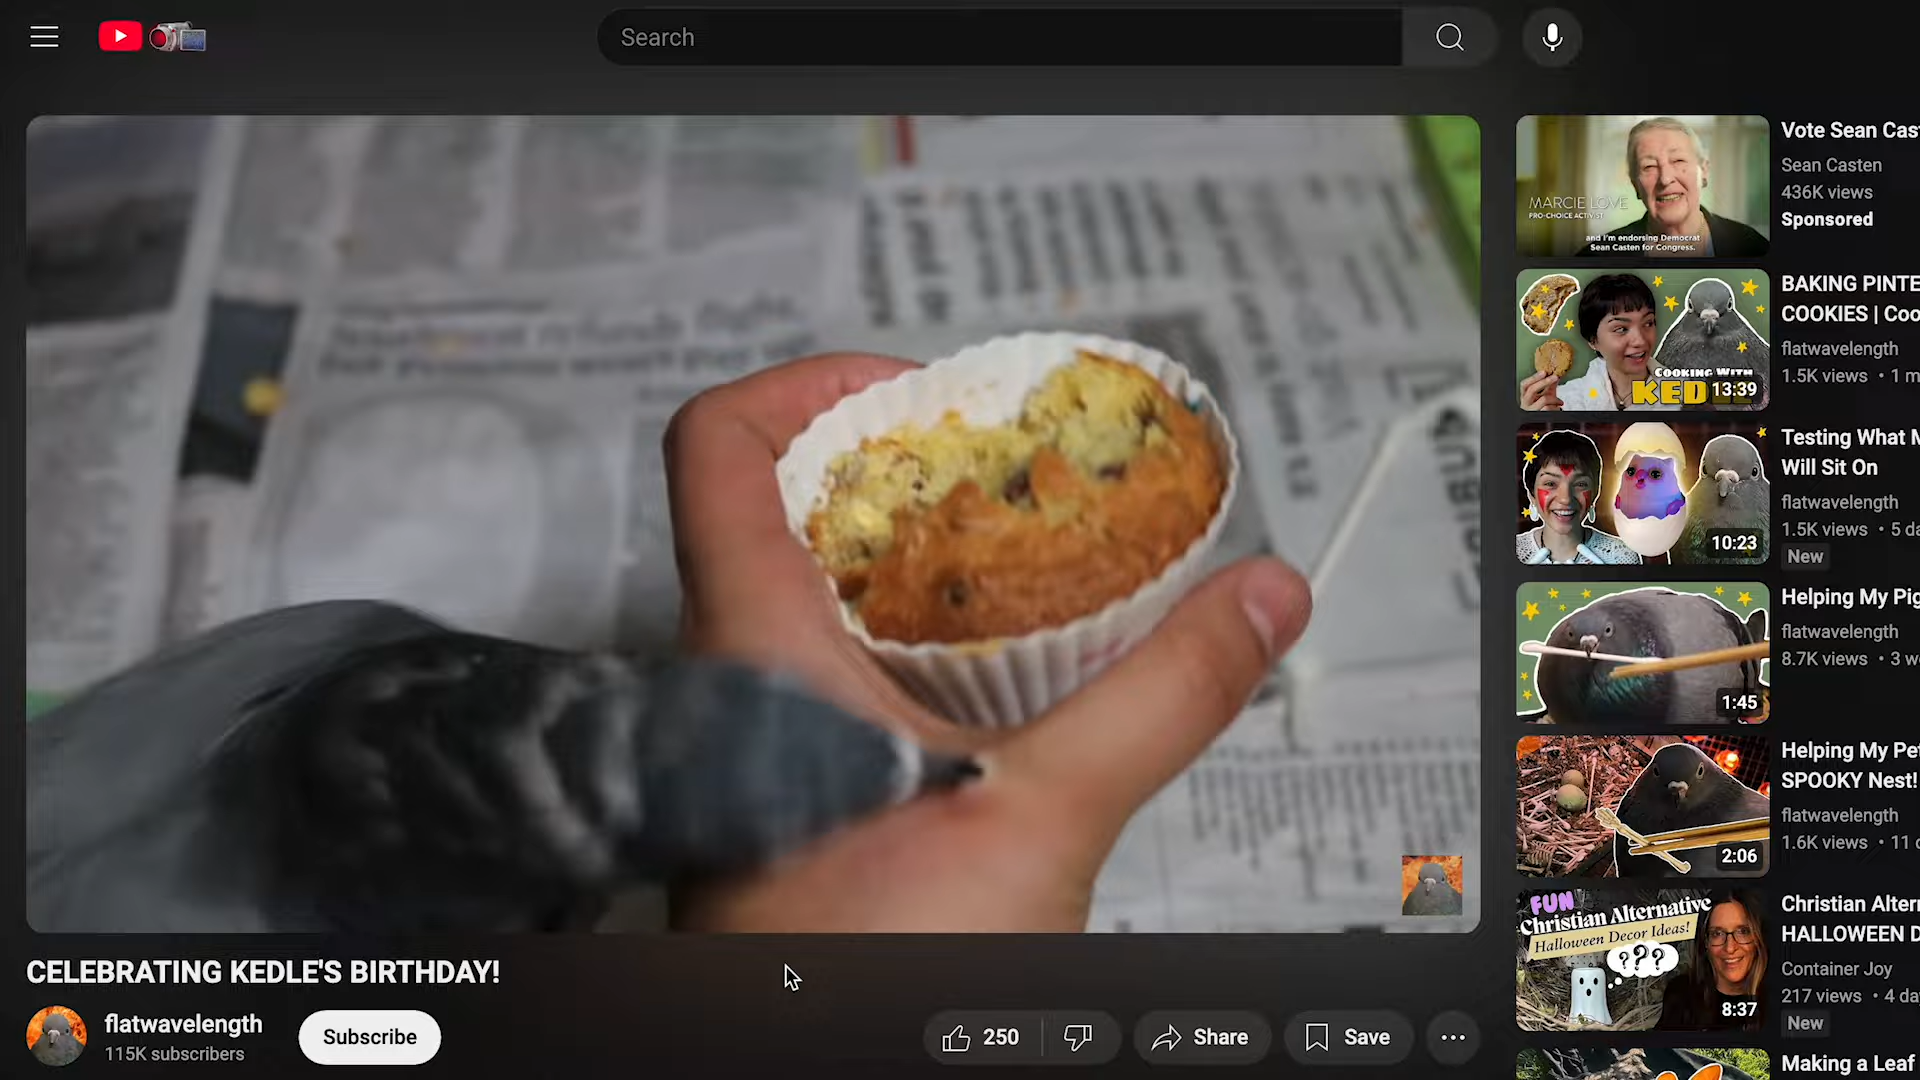 Search
CELEBRATING KEDLE'S BIRTHDAY!
flatwavelength
115K subscribers
Subscribe
250
Share
Save
Vote Sean Cas
Sean Casten
436K views
Sponsored
MARCIE LOVE
PRO-CHOICE ACTIVIST
and I'm endorsing Democrat
Sean Casten for Congress.
BAKING PINTE
COOKIES | Coo
flatwavelength
1.5K views • 1 m
COOKING WITH
KED
13:39
Testing What M
Will Sit On
flatwavelength
1.5K views • 5 da
New
10:23
Helping My Pig
flatwavelength
8.7K views • 3 w
1:45
Helping My Pet
SPOOKY Nest!
flatwavelength
1.6K views • 11
2:06
Christian Alter
HALLOWEEN D
Container Joy
217 views • 4 da
New
FUN
Christian Alternative
Halloween Decor Ideas!
???
8:37
Making a Leaf